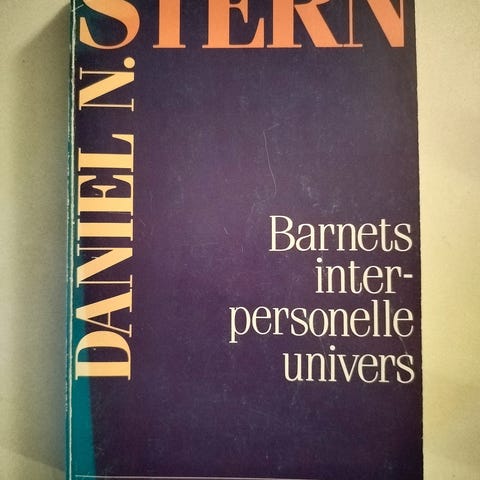 STERN
DANIEL N.
Barnets
inter-
personelle
univers